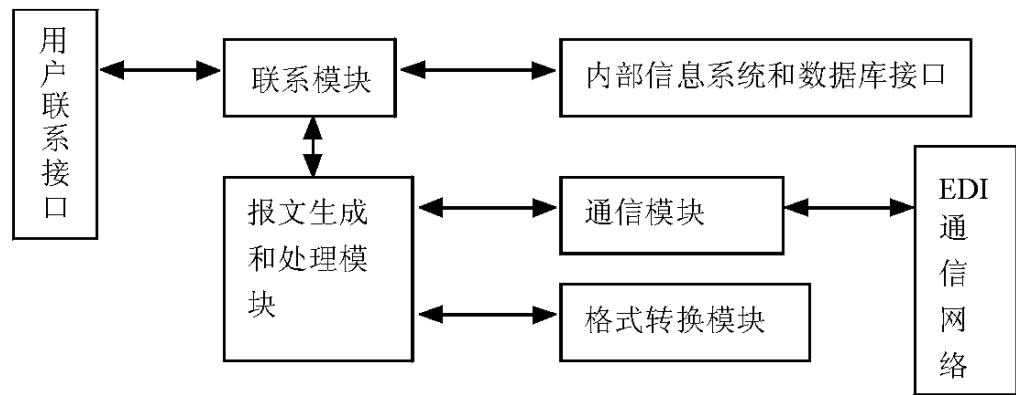 用
户
联
系
接
口
联系模块
内部信息系统和数据库接口
报文生成
和处理模
块
通信模块
格式转换模块
EDI
通
信
网
络